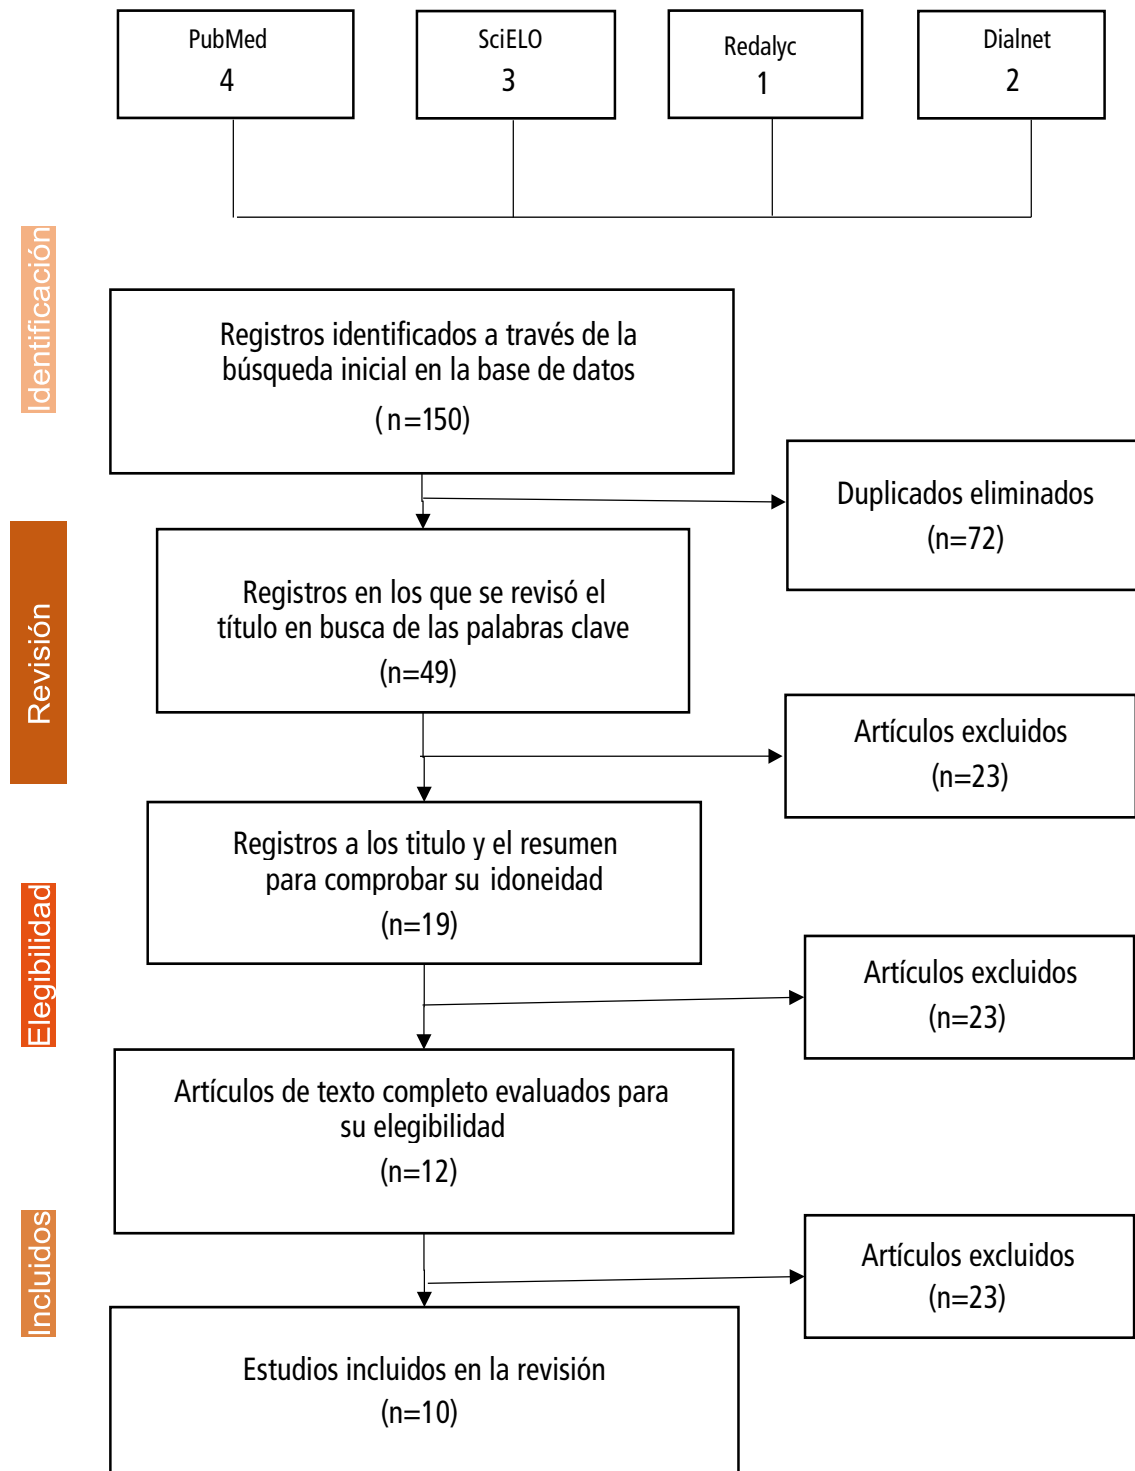 PubMed
4
SciELO
3
Redalyc
1
Dialnet
2
Identificación
Registros identificados a través de la
búsqueda inicial en la base de datos
(n=150)
Duplicados eliminados
(n=72)
Revisión
Registros en los que se revisó el
título en busca de las palabras clave
(n=49)
Artículos excluidos
(n=23)
Registros a los titulo y el resumen
para comprobar su idoneidad
(n=19)
Elegibilidad
Artículos excluidos
(n=23)
Artículos de texto completo evaluados para
su elegibilidad
(n=12)
Incluidos
Artículos excluidos
(n=23)
Estudios incluidos en la revisión
(n=10)